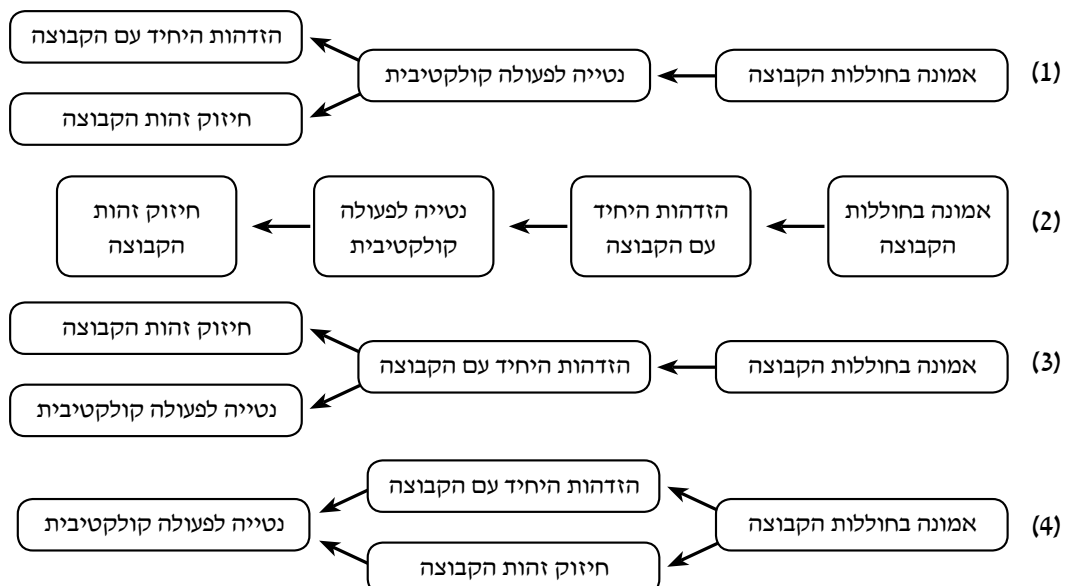 הזדהות היחיד עם הקבוצה
(1) אמונה בחוללות הקבוצה
נטייה לפעולה קולקטיבית
חיזוק זהות הקבוצה
(2) אמונה בחוללות
הקבוצה
הזדהות היחיד
עם הקבוצה
נטייה לפעולה
קולקטיבית
חיזוק זהות
הקבוצה
חיזוק זהות הקבוצה
(3) אמונה בחוללות הקבוצה
הזדהות היחיד עם הקבוצה
נטייה לפעולה קולקטיבית
הזדהות היחיד עם הקבוצה
(4) אמונה בחוללות הקבוצה
נטייה לפעולה קולקטיבית
חיזוק זהות הקבוצה